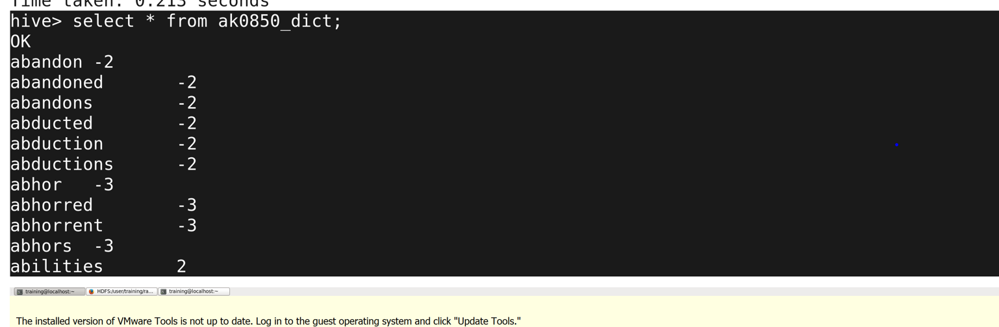 Time taken: 0.213 seconds
hive> select * from ak0850_dict;
OK
abandon -2
abandoned -2
abandons -2
abducted -2
abduction -2
abductions -2
abhor -3
abhorred -3
abhorrent -3
abhors -3
abilities 2
training@localhost:~ HDFS:/user/training/ra... training@localhost:~
The installed version of VMware Tools is not up to date. Log in to the guest operating system and click "Update Tools."